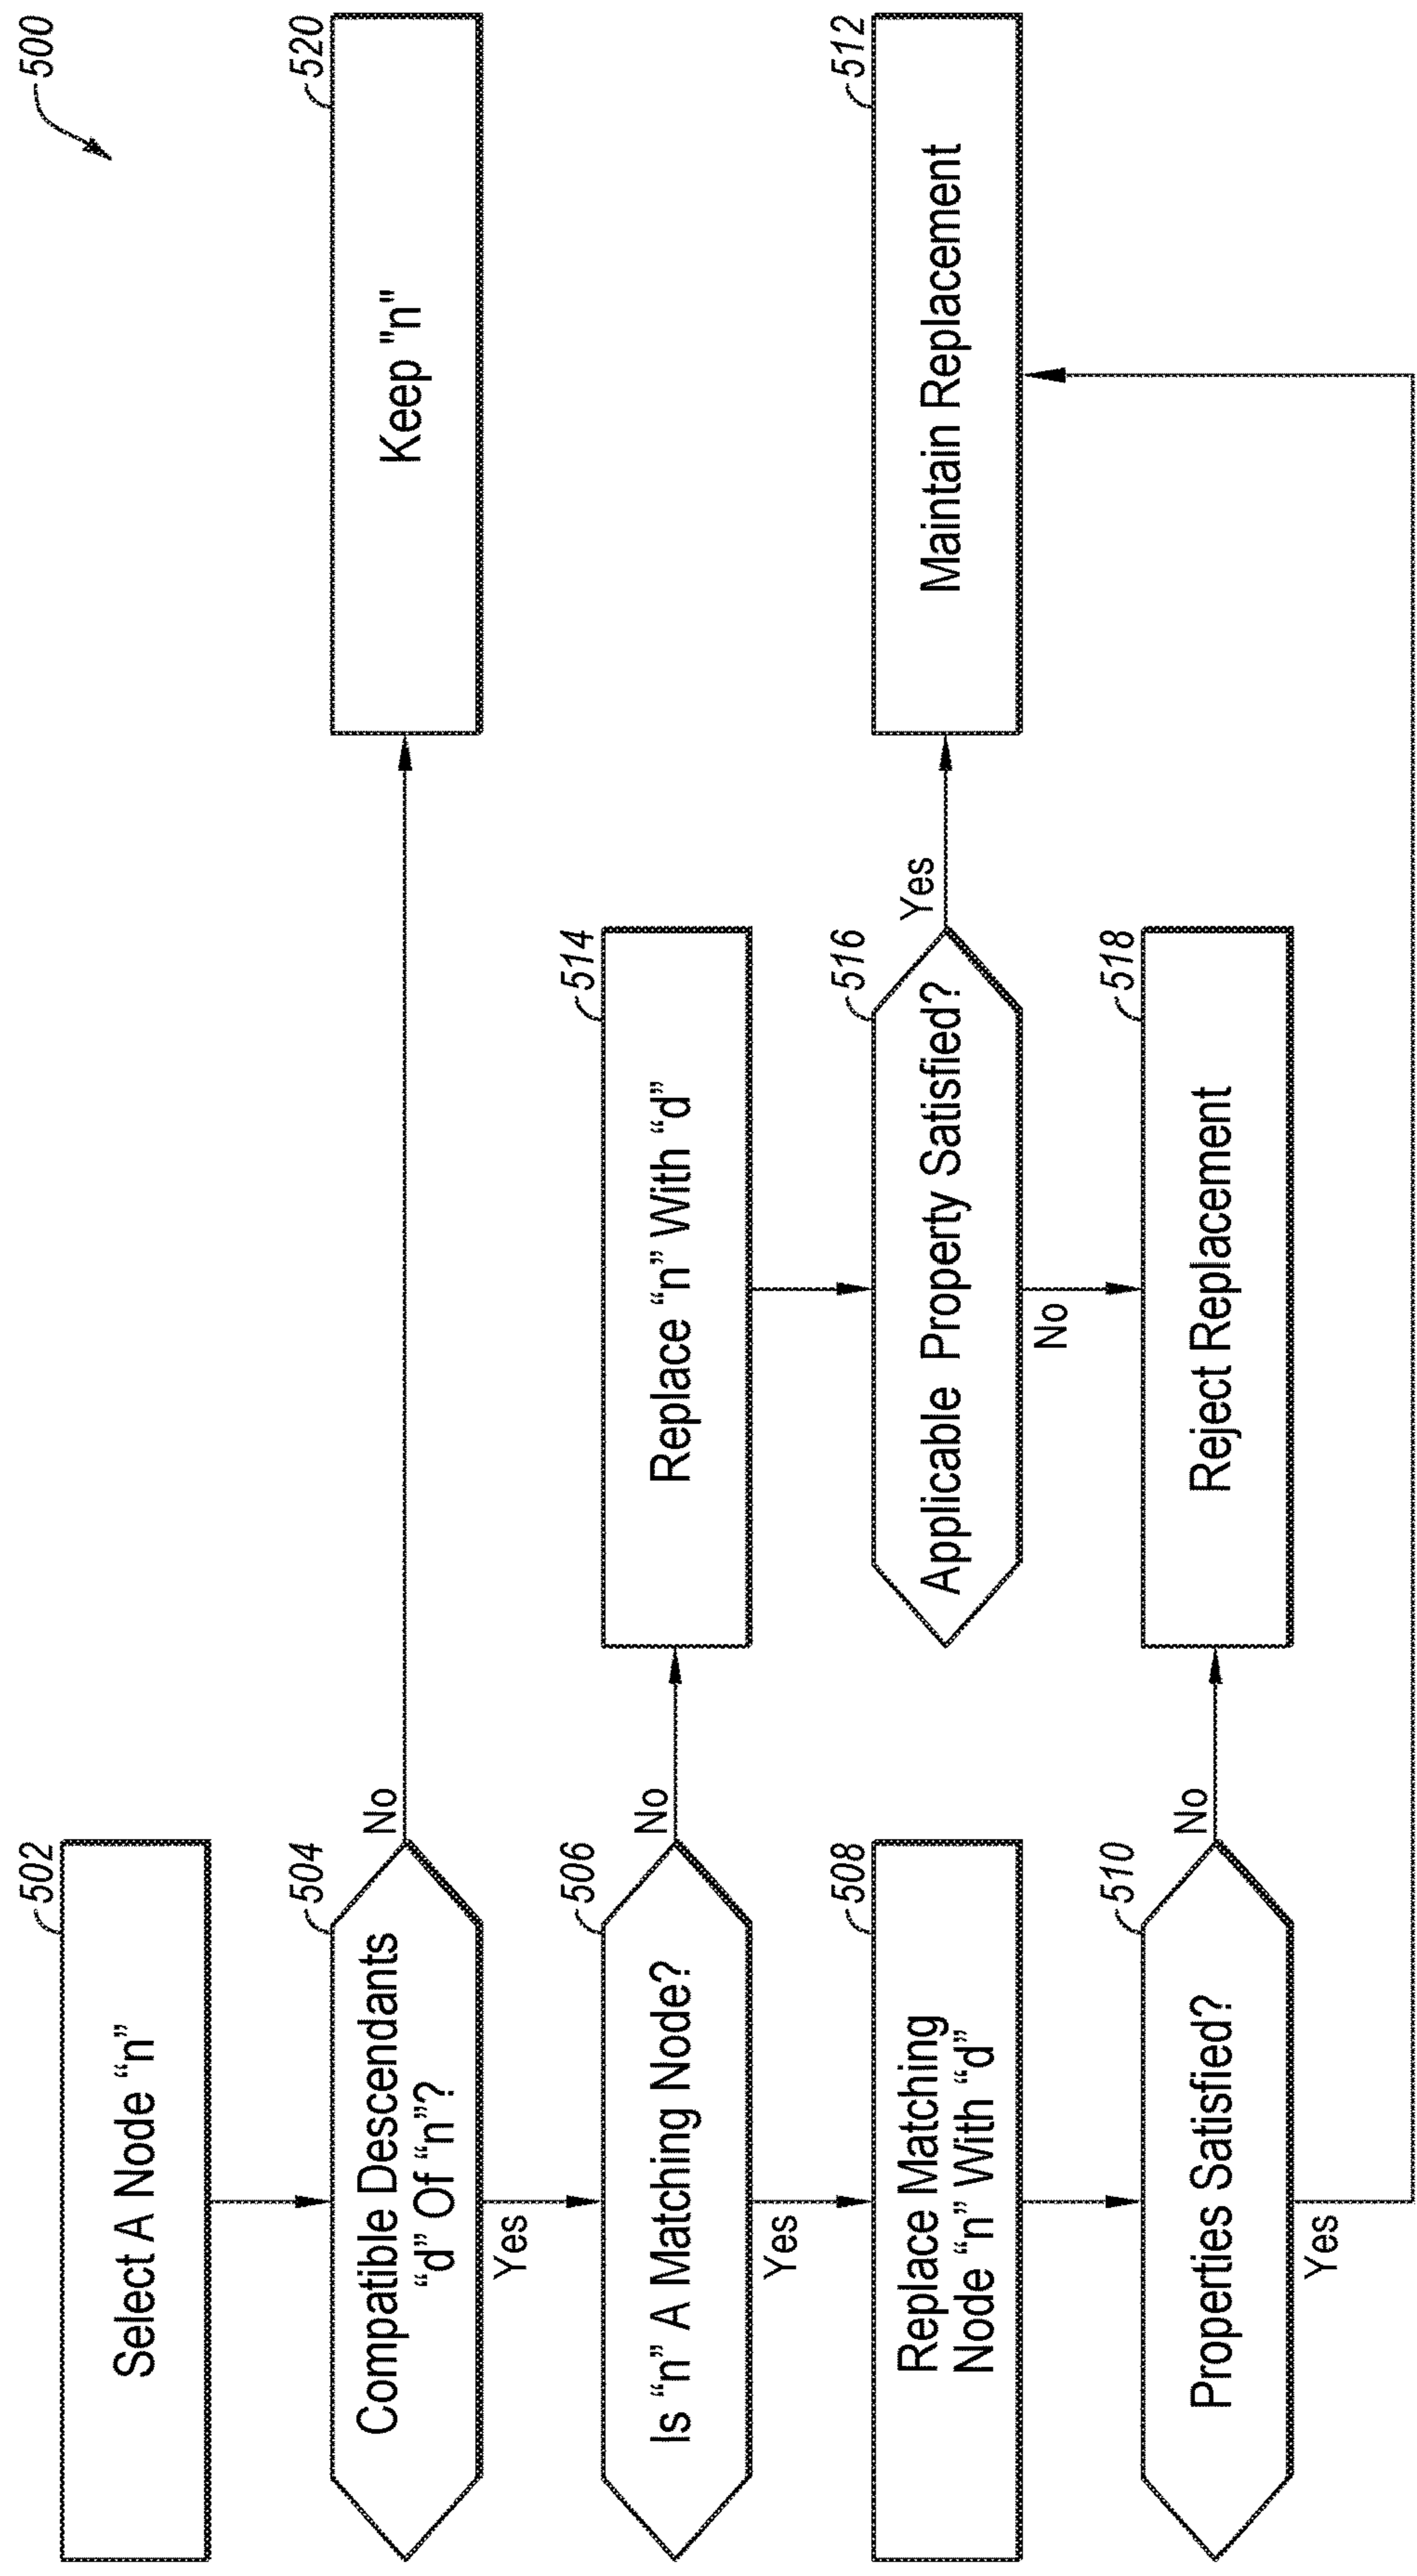 500
502
Select A Node “n”
504
Compatible Descendants
“d” Of “n”?
No
520
Keep "n"
Yes
506
Is “n” A Matching Node?
No
514
Replace “n” With “d”
Yes
508
Replace Matching
Node “n” With “d”
516
Applicable Property Satisfied?
Yes
512
Maintain Replacement
No
510
Properties Satisfied?
No
518
Reject Replacement
Yes